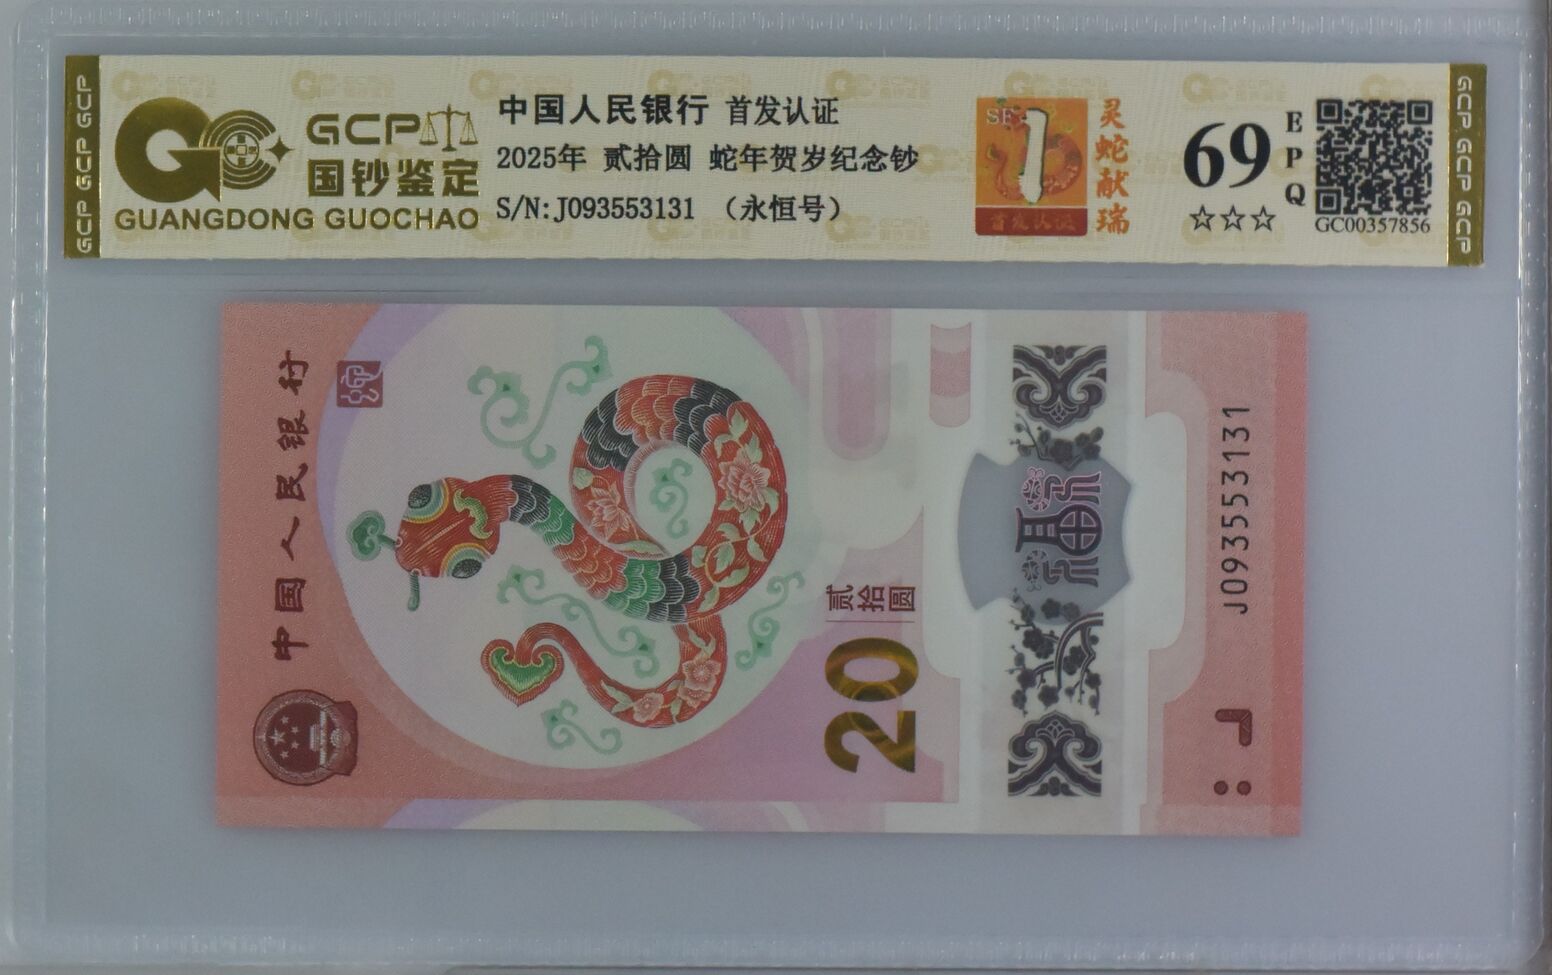 GCP GCP GCP
GCP
国钞鉴定
GUANGDONG GUOCHAO
中国人民银行 首发认证
2025年 贰拾圆 蛇年贺岁纪念钞
S/N:J093553131 （永恒号）
1
首发认证
灵蛇献瑞
69
EPQ
☆☆☆
GC00357856
GCP GCP GCP
中国人民银行
贰拾圆
20
福
J093553131